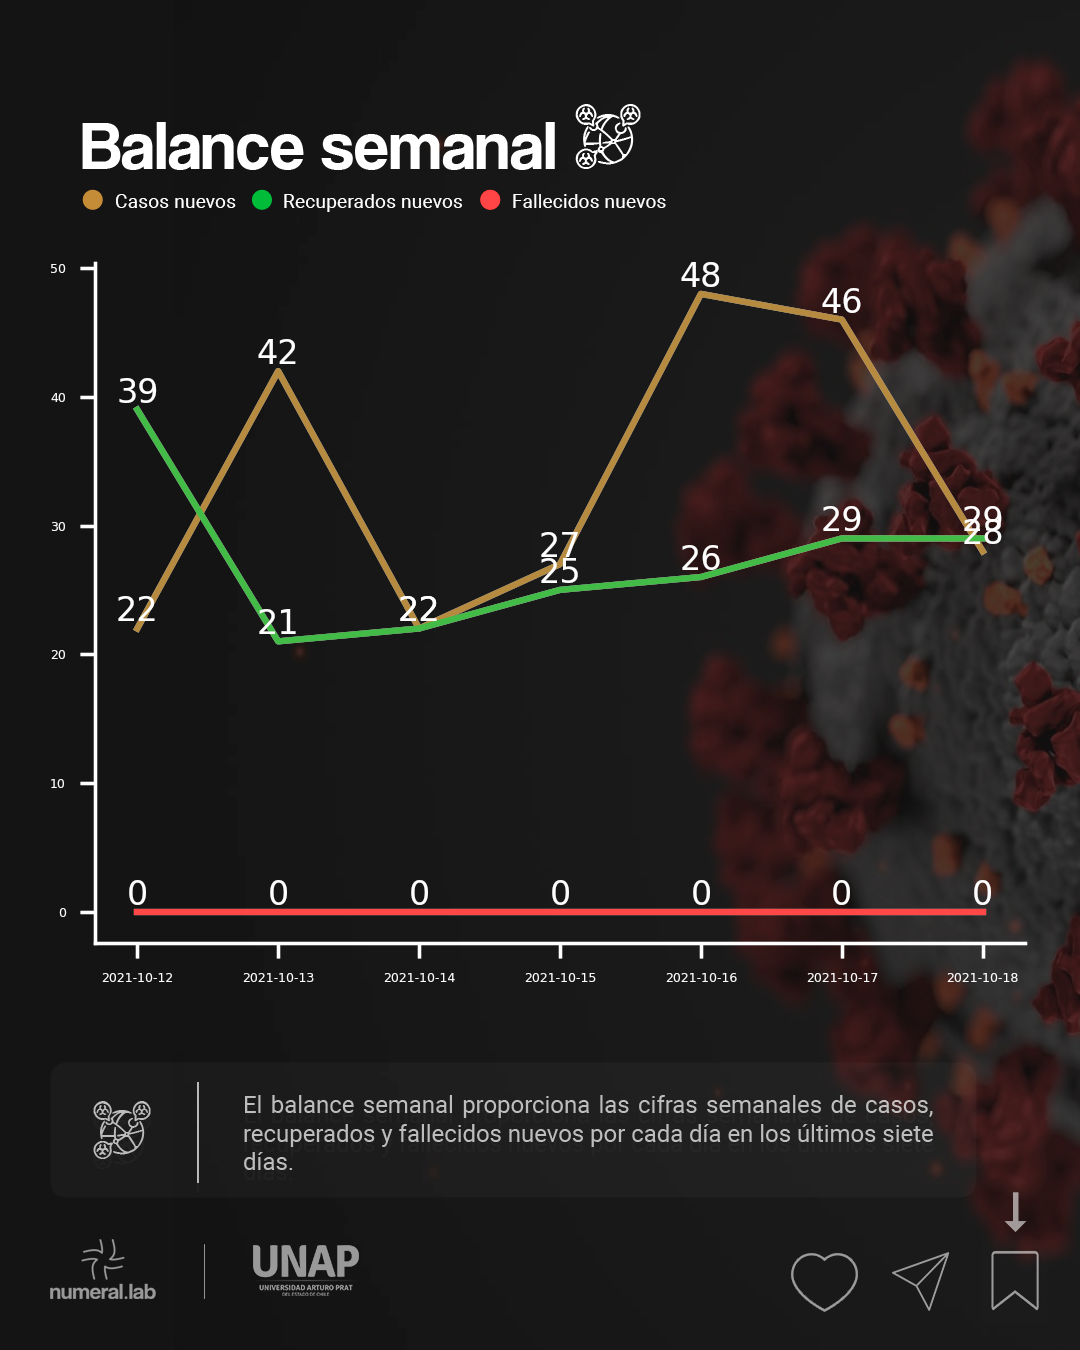 Balance semanal
Casos nuevos Recuperados nuevos Fallecidos nuevos
50
48
46
42
40
39
30
29
29
28
27
26
25
22
22
21
20
10
0 0 0 0 0 0 0
0
2021-10-12 2021-10-13 2021-10-14 2021-10-15 2021-10-16 2021-10-17 2021-10-18
El balance semanal proporciona las cifras semanales de casos,
recuperados y fallecidos nuevos por cada día en los últimos siete
días.
numeral.lab
UNAP
UNIVERSIDAD ARTURO PRAT
DEL ESTADO DE CHILE